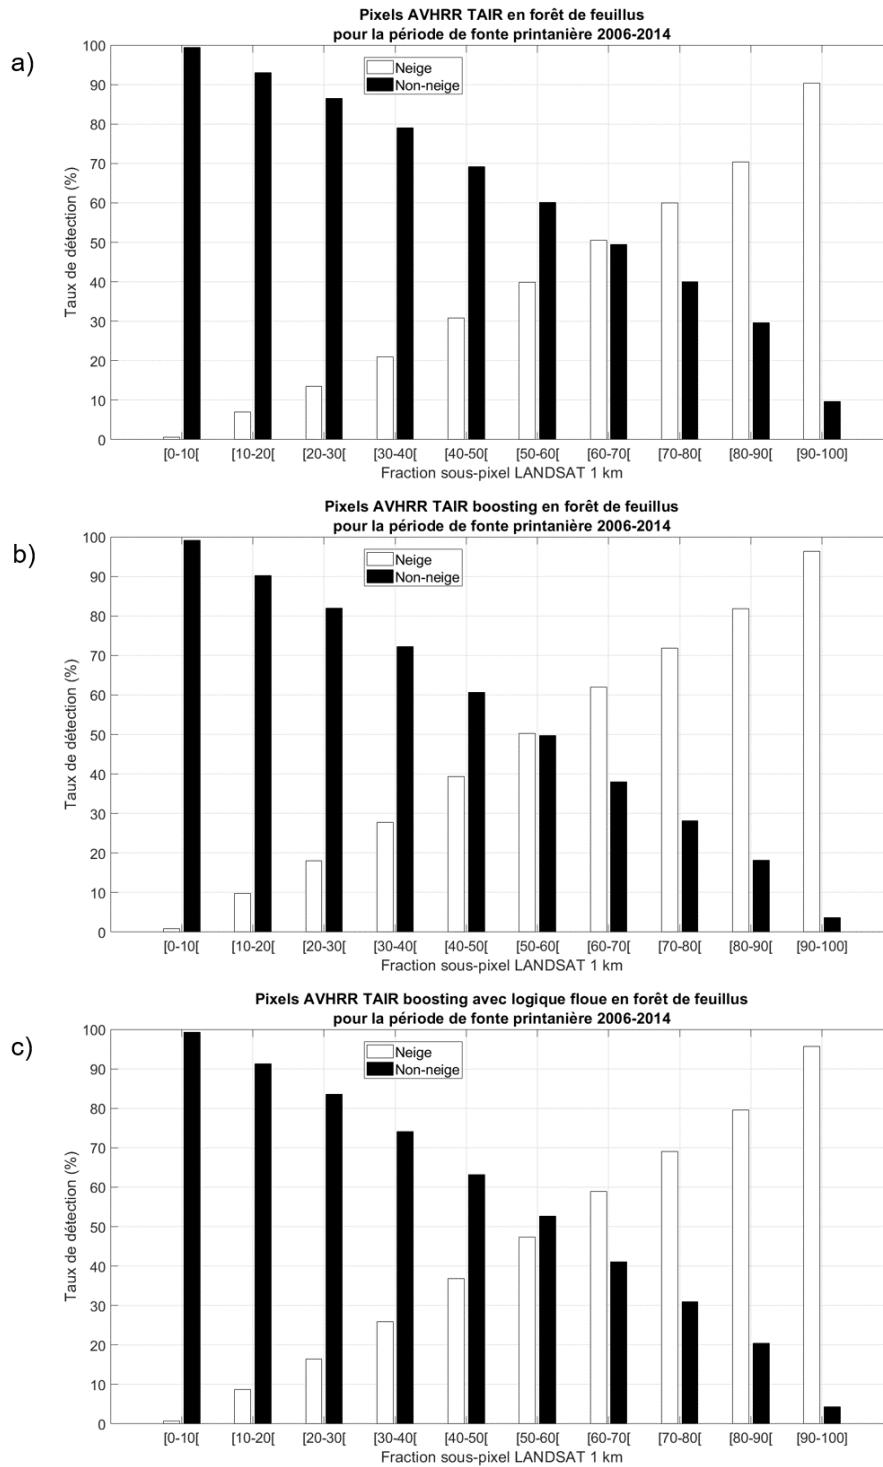 Pixels AVHRR TAIR en forêt de feuillus
pour la période de fonte printanière 2006-2014
a)
Neige
Non-neige
Taux de détection (%)
100
90
80
70
60
50
40
30
20
10
0
[0-10[ [10-20[ [20-30[ [30-40[ [40-50[ [50-60[ [60-70[ [70-80[ [80-90[ [90-100]
Fraction sous-pixel LANDSAT 1 km
Pixels AVHRR TAIR boosting en forêt de feuillus
pour la période de fonte printanière 2006-2014
b)
Neige
Non-neige
Taux de détection (%)
100
90
80
70
60
50
40
30
20
10
0
[0-10[ [10-20[ [20-30[ [30-40[ [40-50[ [50-60[ [60-70[ [70-80[ [80-90[ [90-100]
Fraction sous-pixel LANDSAT 1 km
Pixels AVHRR TAIR boosting avec logique floue en forêt de feuillus
pour la période de fonte printanière 2006-2014
c)
Neige
Non-neige
Taux de détection (%)
100
90
80
70
60
50
40
30
20
10
0
[0-10[ [10-20[ [20-30[ [30-40[ [40-50[ [50-60[ [60-70[ [70-80[ [80-90[ [90-100]
Fraction sous-pixel LANDSAT 1 km